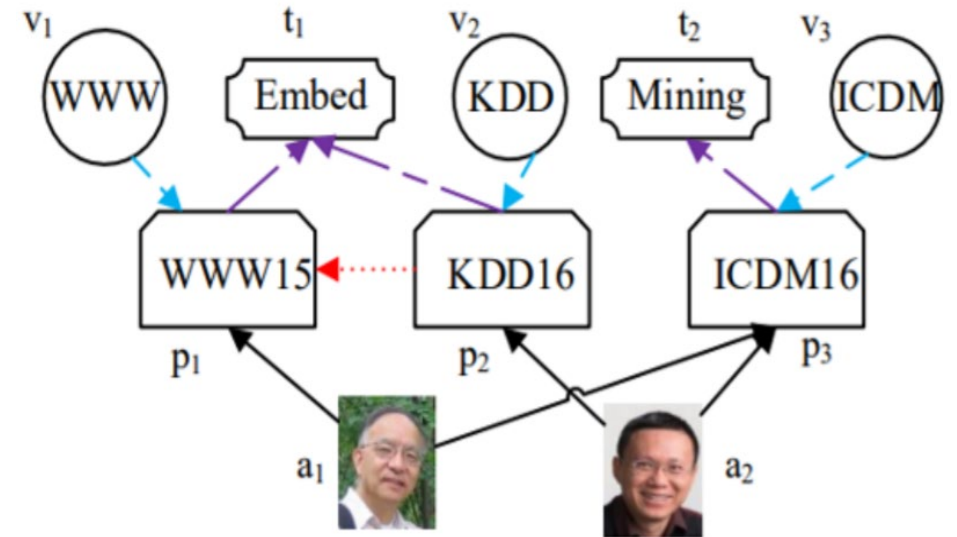 v₁ t₁ v₂ t₂ v₃
WWW Embed KDD Mining ICDM
WWW15 KDD16 ICDM16
p₁ p₂ p₃
a₁ a₂